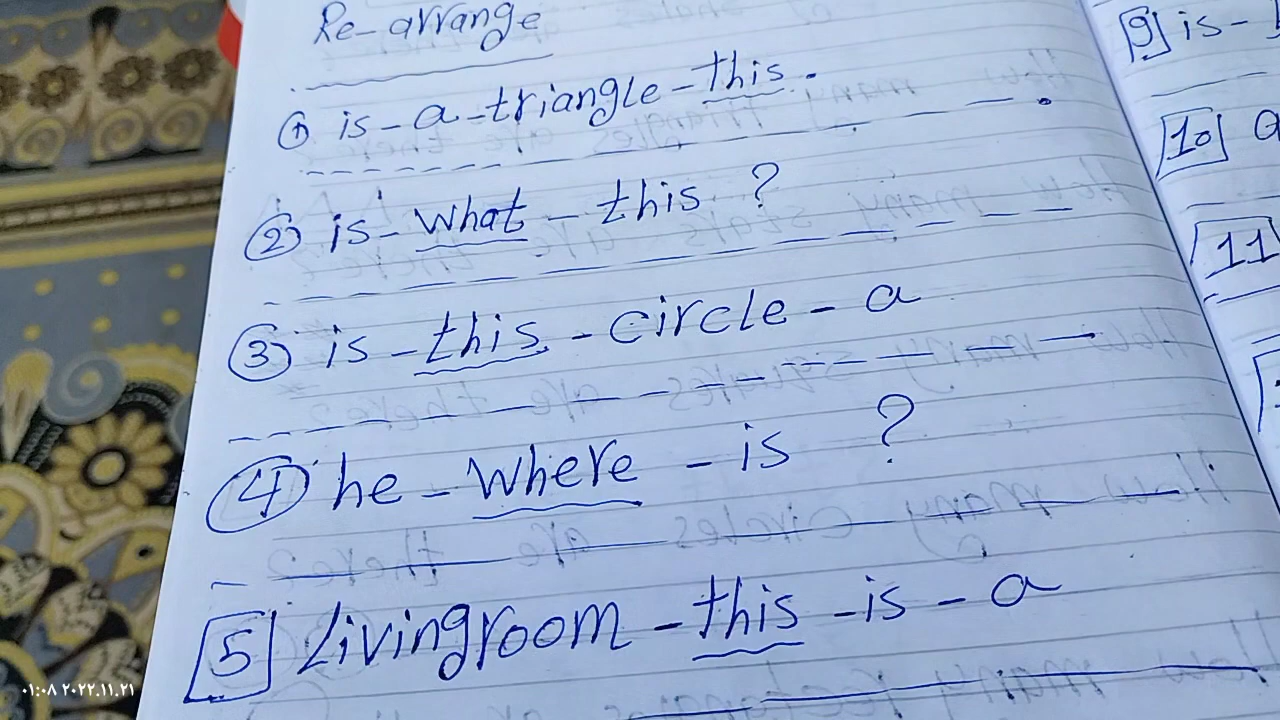 Re-arrange
① is-a-triangle-this.
② is-what-this ?
③ is-this-circle-a
④ he-where-is ?
5 Livingroom-this-is-a
9 is-
10 a
11
٠١:٠٨ ٢٠٢٢.١١.٢١